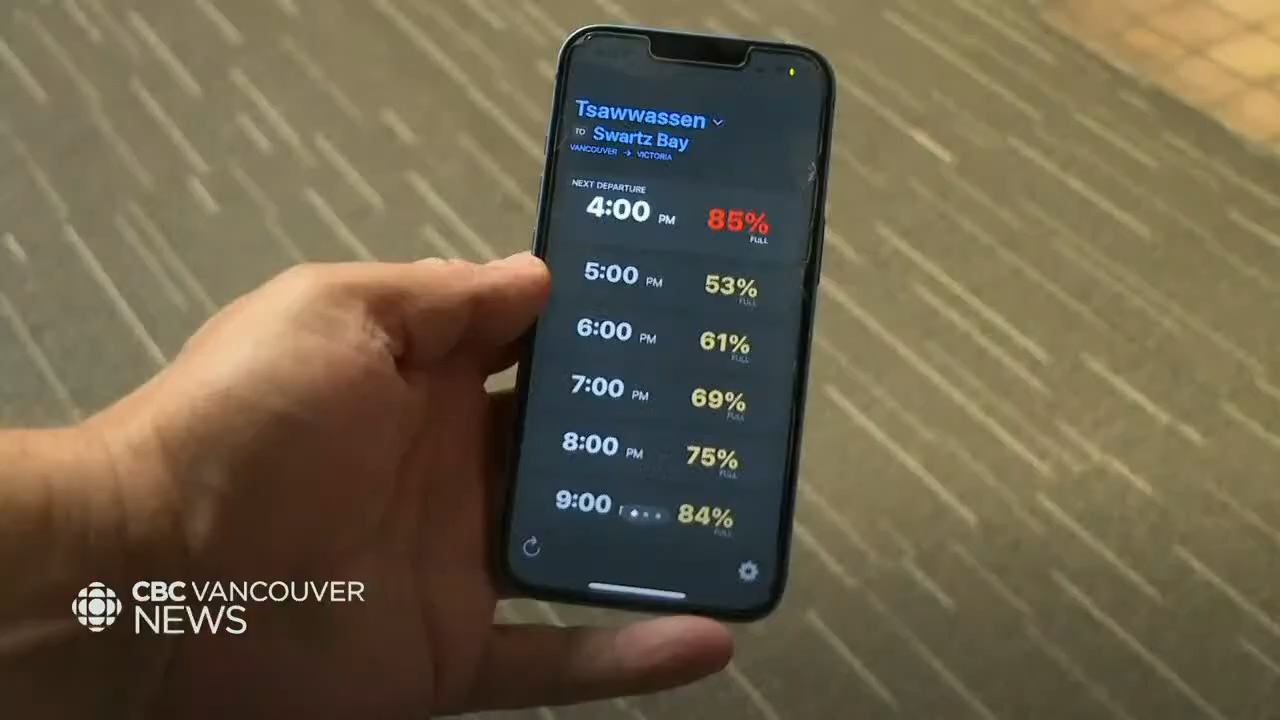 Tsawwassen
TO Swartz Bay
VANCOUVER → VICTORIA
NEXT DEPARTURE
4:00 PM 85%
FULL
5:00 PM 53%
FULL
6:00 PM 61%
FULL
7:00 PM 69%
FULL
8:00 PM 75%
FULL
9:00 84%
FULL
CBC VANCOUVER
NEWS